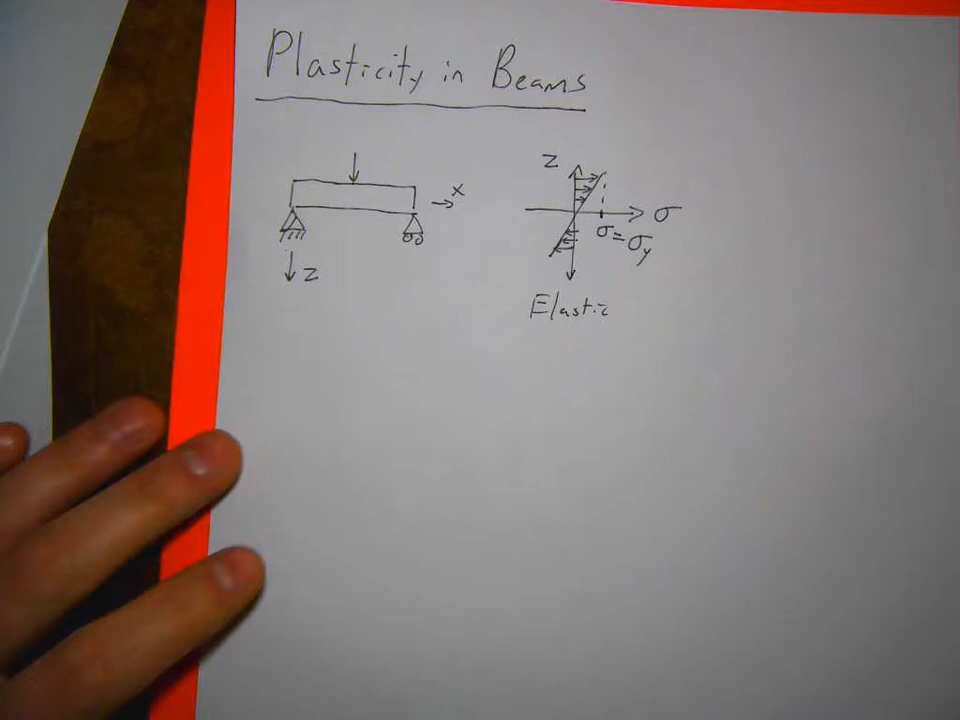 Plasticity in Beams
z
x
σ
σ=σy
z
Elastic